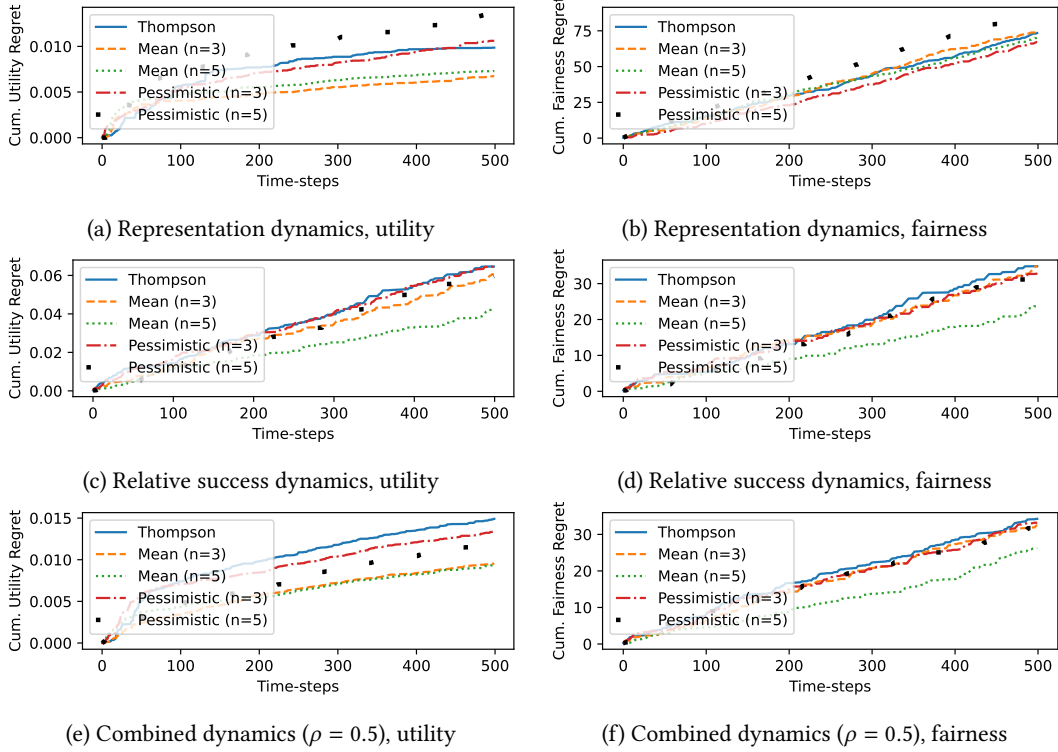 Cum. Utility Regret
0.010
0.005
0.000
Thompson
Mean (n=3)
Mean (n=5)
Pessimistic (n=3)
Pessimistic (n=5)
0 100 200 300 400 500
Time-steps
(a) Representation dynamics, utility
Cum. Fairness Regret
75
50
25
0
Thompson
Mean (n=3)
Mean (n=5)
Pessimistic (n=3)
Pessimistic (n=5)
0 100 200 300 400 500
Time-steps
(b) Representation dynamics, fairness
Cum. Utility Regret
0.06
0.04
0.02
0.00
Thompson
Mean (n=3)
Mean (n=5)
Pessimistic (n=3)
Pessimistic (n=5)
0 100 200 300 400 500
Time-steps
(c) Relative success dynamics, utility
Cum. Fairness Regret
30
20
10
0
Thompson
Mean (n=3)
Mean (n=5)
Pessimistic (n=3)
Pessimistic (n=5)
0 100 200 300 400 500
Time-steps
(d) Relative success dynamics, fairness
Cum. Utility Regret
0.015
0.010
0.005
0.000
Thompson
Mean (n=3)
Mean (n=5)
Pessimistic (n=3)
Pessimistic (n=5)
0 100 200 300 400 500
Time-steps
(e) Combined dynamics (ρ = 0.5), utility
Cum. Fairness Regret
30
20
10
0
Thompson
Mean (n=3)
Mean (n=5)
Pessimistic (n=3)
Pessimistic (n=5)
0 100 200 300 400 500
Time-steps
(f) Combined dynamics (ρ = 0.5), fairness